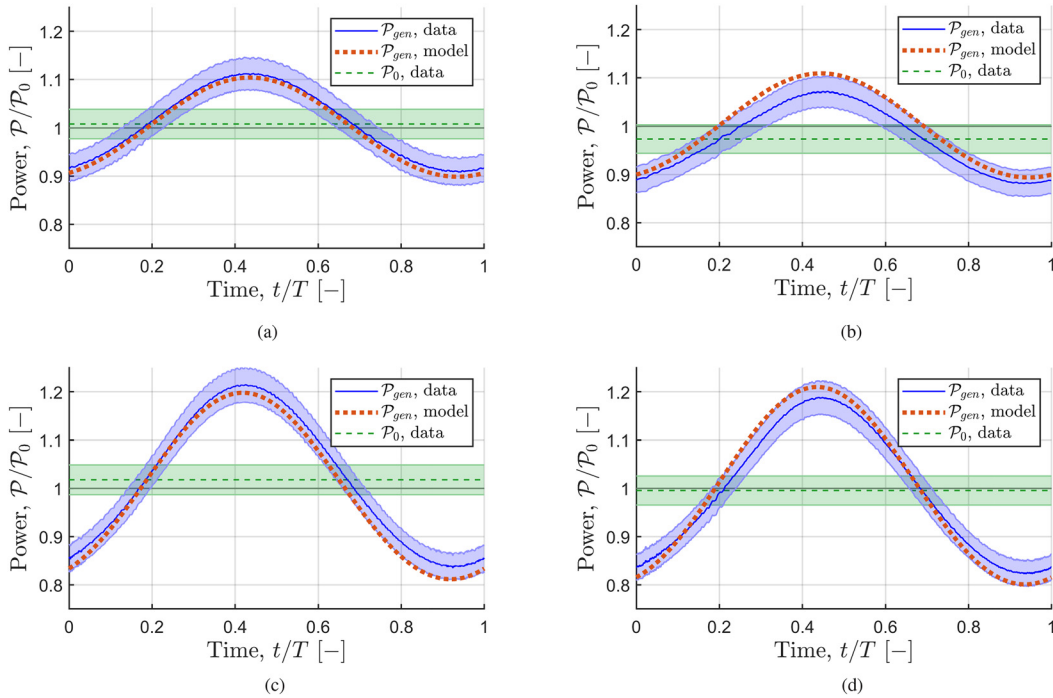 Power, 𝒫/𝒫₀ [−]
1.2
1.1
1
0.9
0.8
𝒫gen, data
𝒫gen, model
𝒫₀, data
0 0.2 0.4 0.6 0.8 1
Time, t/T [−]
(a)
Power, 𝒫/𝒫₀ [−]
1.2
1.1
1
0.9
0.8
𝒫gen, data
𝒫gen, model
𝒫₀, data
0 0.2 0.4 0.6 0.8 1
Time, t/T [−]
(b)
Power, 𝒫/𝒫₀ [−]
1.2
1.1
1
0.9
0.8
𝒫gen, data
𝒫gen, model
𝒫₀, data
0 0.2 0.4 0.6 0.8 1
Time, t/T [−]
(c)
Power, 𝒫/𝒫₀ [−]
1.2
1.1
1
0.9
0.8
𝒫gen, data
𝒫gen, model
𝒫₀, data
0 0.2 0.4 0.6 0.8 1
Time, t/T [−]
(d)